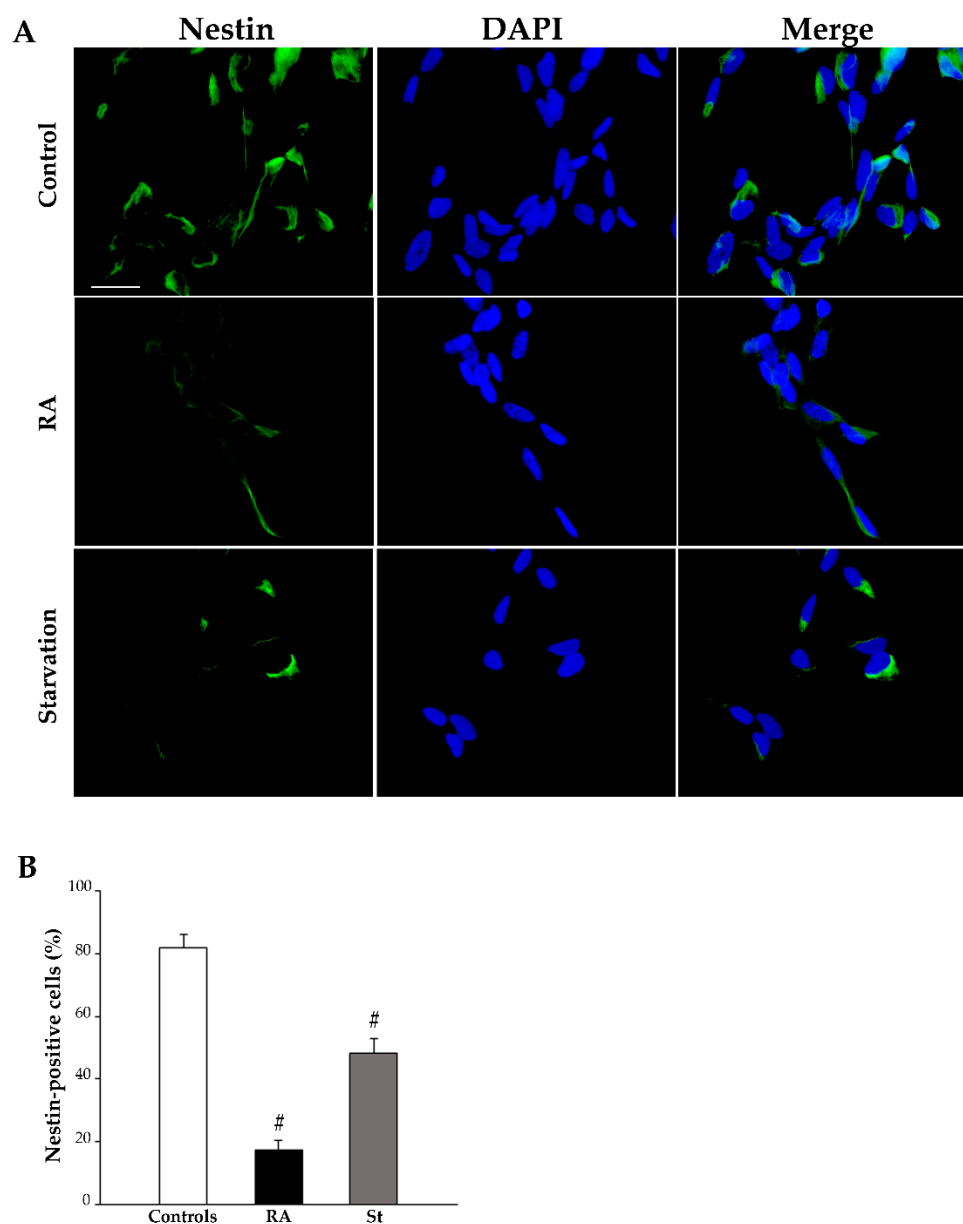 A
Nestin
DAPI
Merge
Control
RA
Starvation
B
Nestin-positive cells (%)
100
80
60
40
20
0
#
#
Controls
RA
St